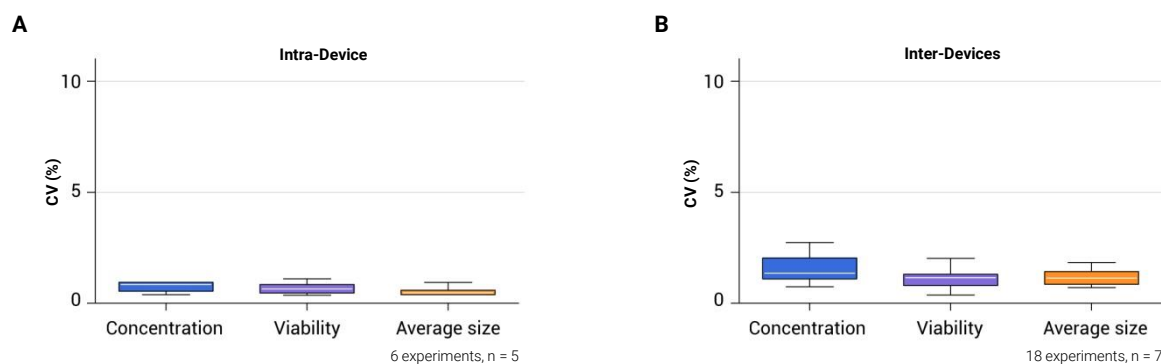 A
Intra-Device
CV (%)
10
5
0
Concentration
Viability
Average size
6 experiments, n = 5
B
Inter-Devices
CV (%)
10
5
0
Concentration
Viability
Average size
18 experiments, n = 7